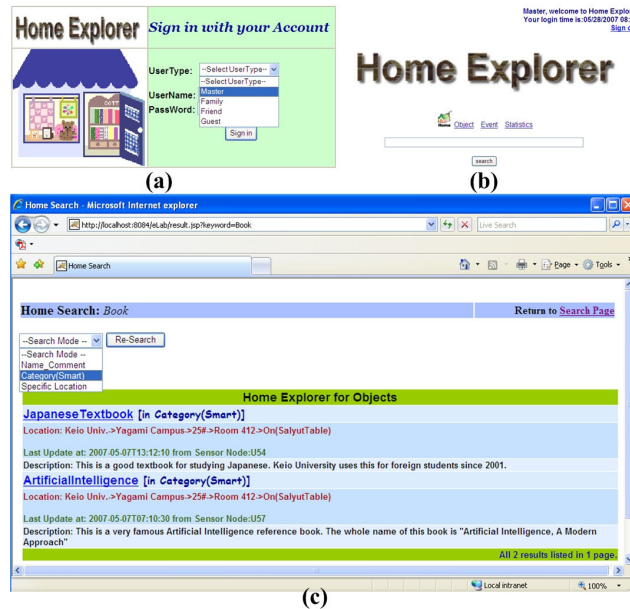 Home Explorer
Sign in with your Account
UserType:
--Select UserType--
--Select UserType--
Master
Family
Friend
Guest
UserName:
PassWord:
Sign in
(a)
Master, welcome to Home Explo
Your login time is:05/28/2007 08:
Sign o
Home Explorer
Object Event Statistics
search
(b)
Home Search - Microsoft Internet explorer
http://localhost:8084/eLab/result.jsp?keyword=Book
Live Search
Home Search
Page
Tools
Home Search: Book
Return to Search Page
--Search Mode --
Re-Search
--Search Mode --
Name_Comment
Category(Smart)
Specific Location
Home Explorer for Objects
JapaneseTextbook [in Category(Smart)]
Location: Keio Univ.->Yagami Campus->25#->Room 412->On(SalyutTable)
Last Update at: 2007-05-07T13:12:10 from Sensor Node:U54
Description: This is a good textbook for studying Japanese. Keio University uses this for foreign students since 2001.
ArtificialIntelligence [in Category(Smart)]
Location: Keio Univ.->Yagami Campus->25#->Room 412->On(SalyutTable)
Last Update at: 2007-05-07T07:10:30 from Sensor Node:U57
Description: This is a very famous Artificial Intelligence reference book. The whole name of this book is "Artificial Intelligence, A Modern
Approach"
All 2 results listed in 1 page.
Local intranet
100%
(c)